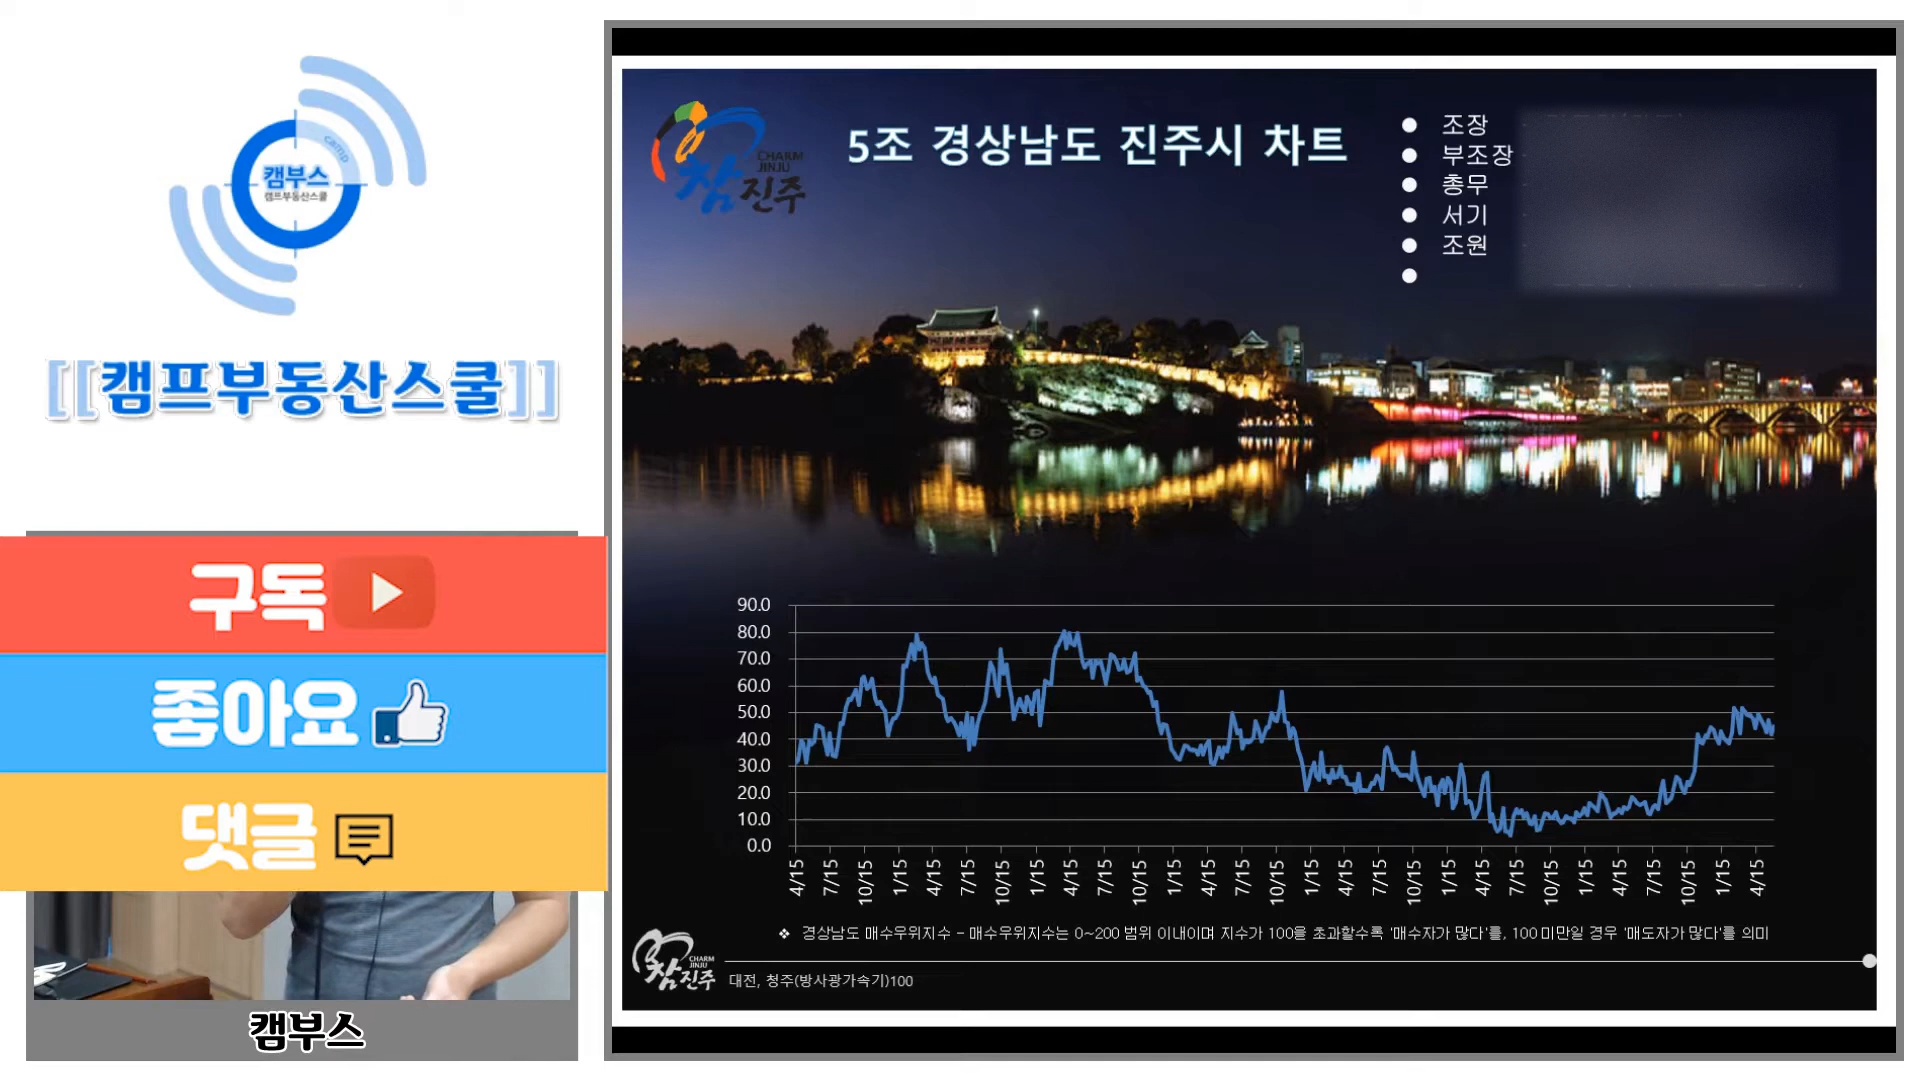 camp
캠부스
캠프부동산스쿨
[[캠프부동산스쿨]]
구독
좋아요
댓글
캠부스
CHARM
JINJU
참진주
5조 경상남도 진주시 차트
조장
부조장
총무
서기
조원
90.0
80.0
70.0
60.0
50.0
40.0
30.0
20.0
10.0
0.0
4/15 7/15 10/15 1/15 4/15 7/15 10/15 1/15 4/15 7/15 10/15 1/15 4/15 7/15 10/15 1/15 4/15 7/15 10/15 1/15 4/15 7/15 10/15 1/15 4/15 7/15 10/15 1/15 4/15
❖ 경상남도 매수우위지수 - 매수우위지수는 0~200 범위 이내이며 지수가 100을 초과할수록 '매수자가 많다'를, 100 미만일 경우 '매도자가 많다'를 의미
CHARM
JINJU
참진주
대전, 청주(방사광가속기)100